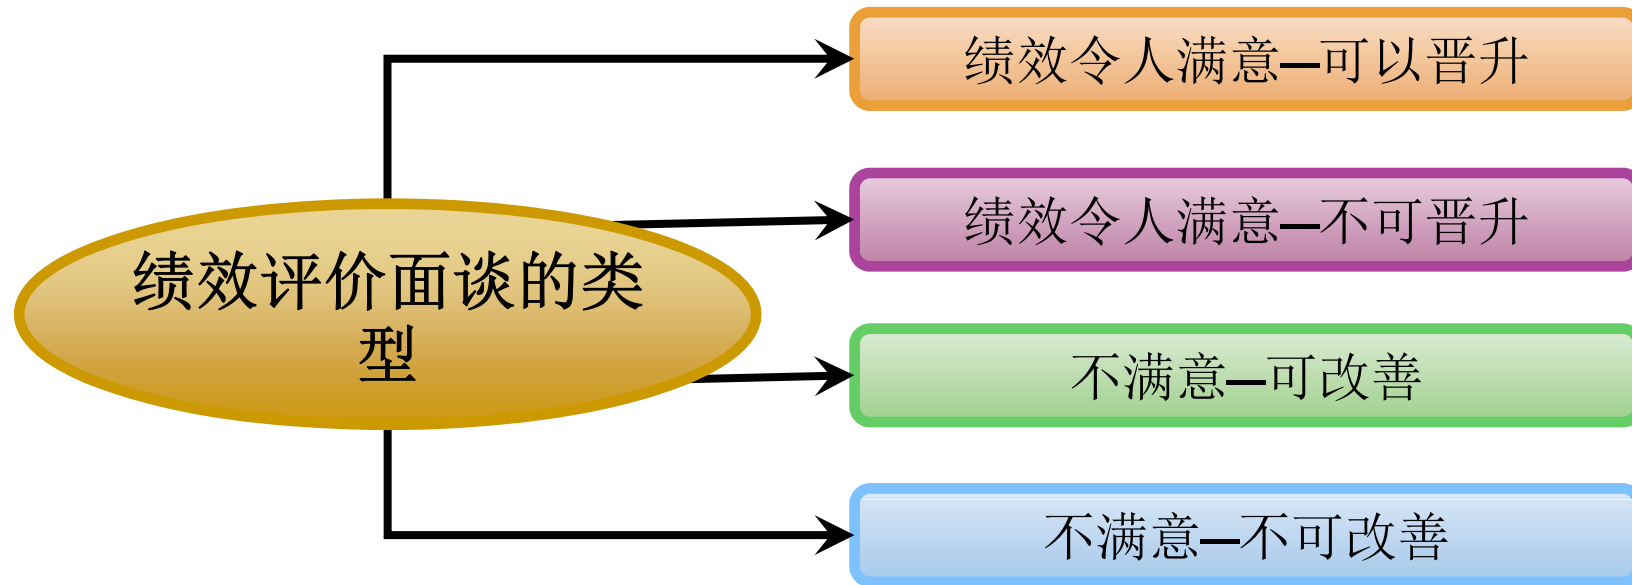 绩效令人满意—可以晋升
绩效令人满意—不可晋升
绩效评价面谈的类
型
不满意—可改善
不满意—不可改善